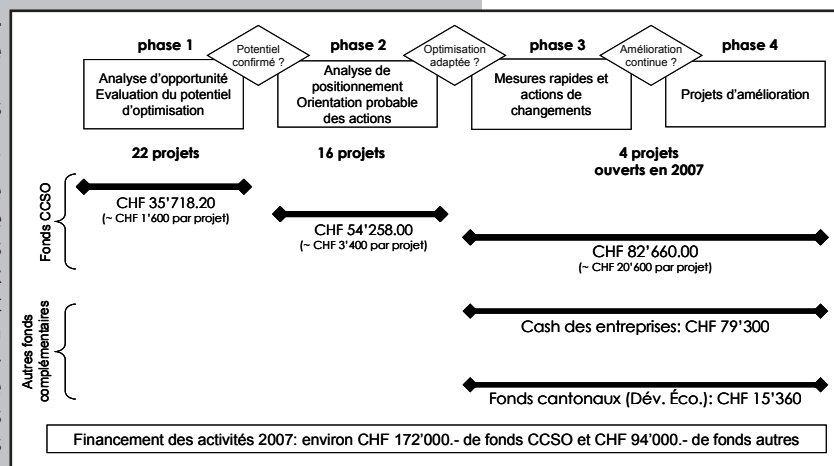 phase 1
Potentiel
confirmé ?
phase 2
Optimisation
adaptée ?
phase 3
Amélioration
continue ?
phase 4
Analyse d'opportunité
Evaluation du potentiel
d'optimisation
Analyse de
positionnement
Orientation probable
des actions
Mesures rapides et
actions de
changements
Projets d'amélioration
22 projets
16 projets
4 projets
ouverts en 2007
Fonds CCSO
CHF 35'718.20
(~ CHF 1'600 par projet)
CHF 54'258.00
(~ CHF 3'400 par projet)
CHF 82'660.00
(~ CHF 20'600 par projet)
Autres fonds
complémentaires
Cash des entreprises: CHF 79'300
Fonds cantonaux (Dév. Éco.): CHF 15'360
Financement des activités 2007: environ CHF 172'000.- de fonds CCSO et CHF 94'000.- de fonds autres